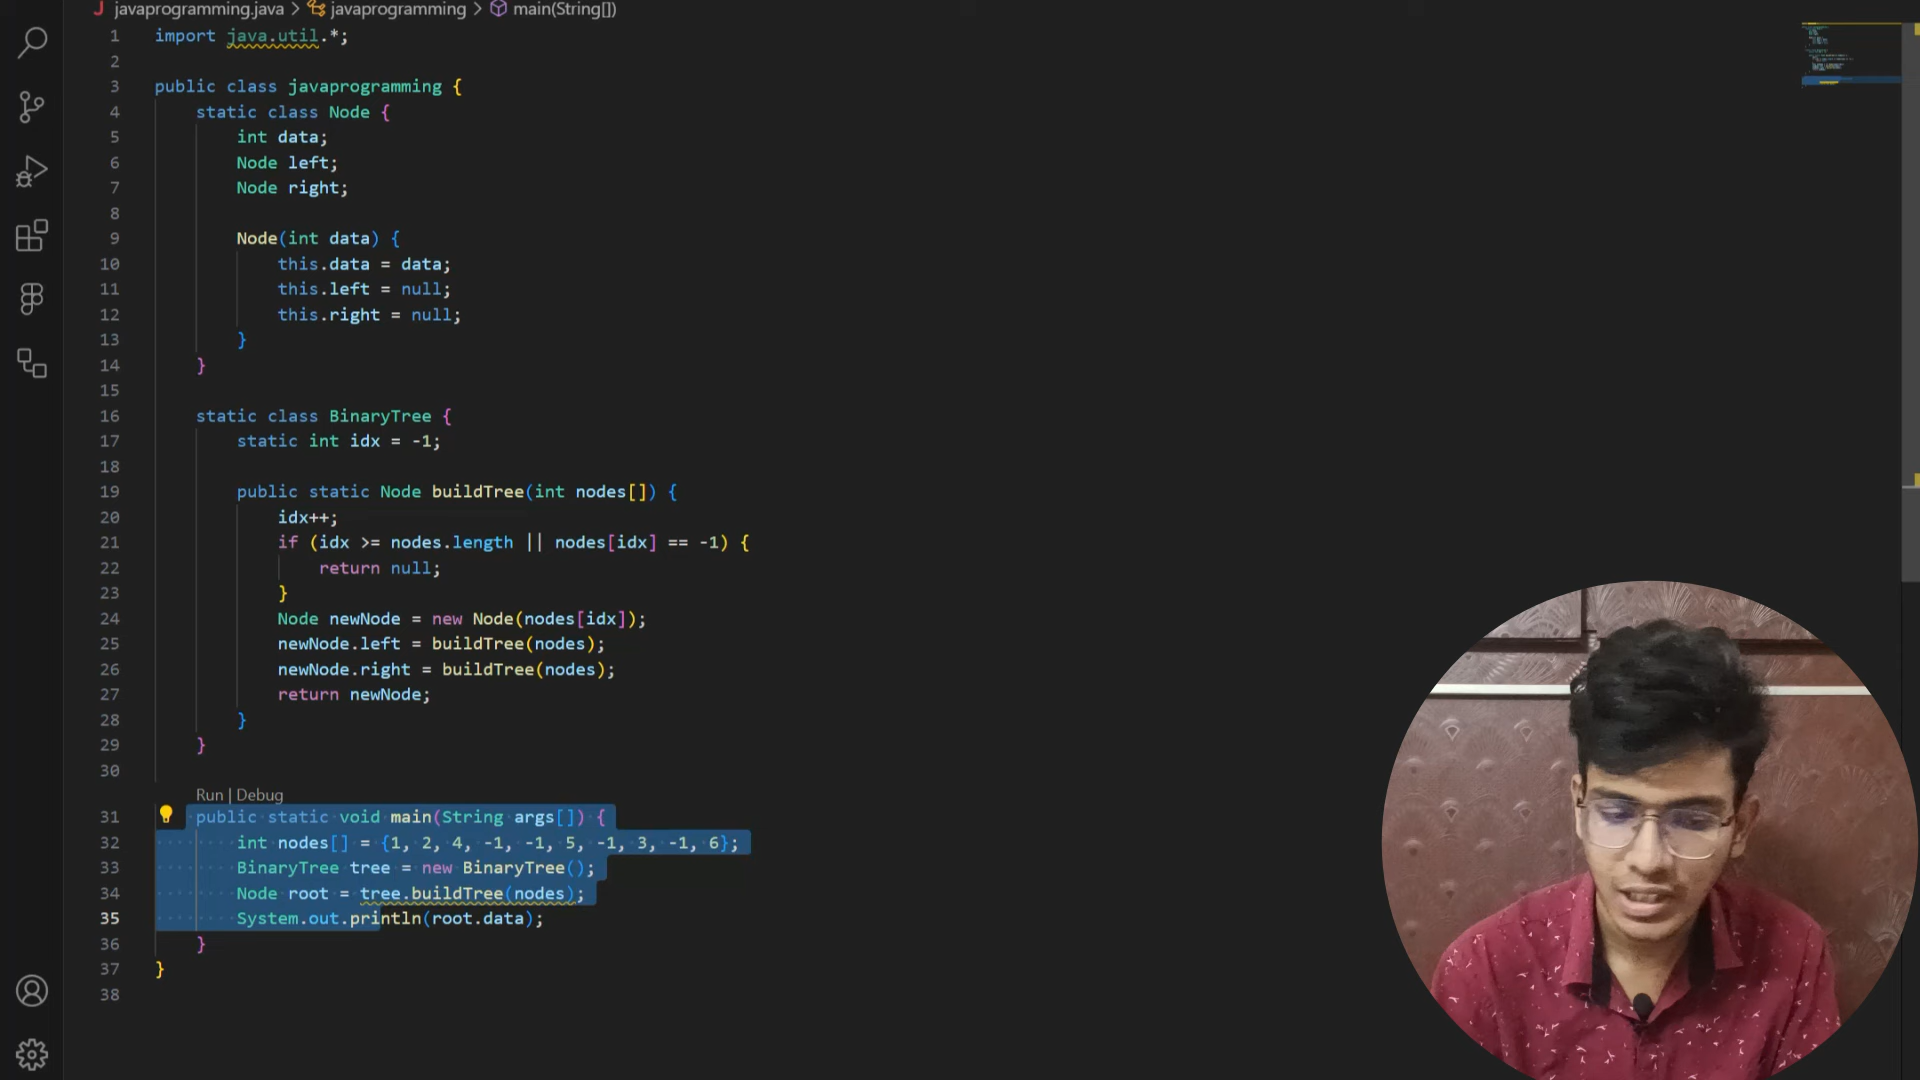 javaprogramming.java > javaprogramming > main(String[])
1 import java.util.*;
2
3 public class javaprogramming {
4 static class Node {
5 int data;
6 Node left;
7 Node right;
8
9 Node(int data) {
10 this.data = data;
11 this.left = null;
12 this.right = null;
13 }
14 }
15
16 static class BinaryTree {
17 static int idx = -1;
18
19 public static Node buildTree(int nodes[]) {
20 idx++;
21 if (idx >= nodes.length || nodes[idx] == -1) {
22 return null;
23 }
24 Node newNode = new Node(nodes[idx]);
25 newNode.left = buildTree(nodes);
26 newNode.right = buildTree(nodes);
27 return newNode;
28 }
29 }
30
Run | Debug
31 public static void main(String args[]) {
32 int nodes[] = {1, 2, 4, -1, -1, 5, -1, 3, -1, 6};
33 BinaryTree tree = new BinaryTree();
34 Node root = tree.buildTree(nodes);
35 System.out.println(root.data);
36 }
37 }
38